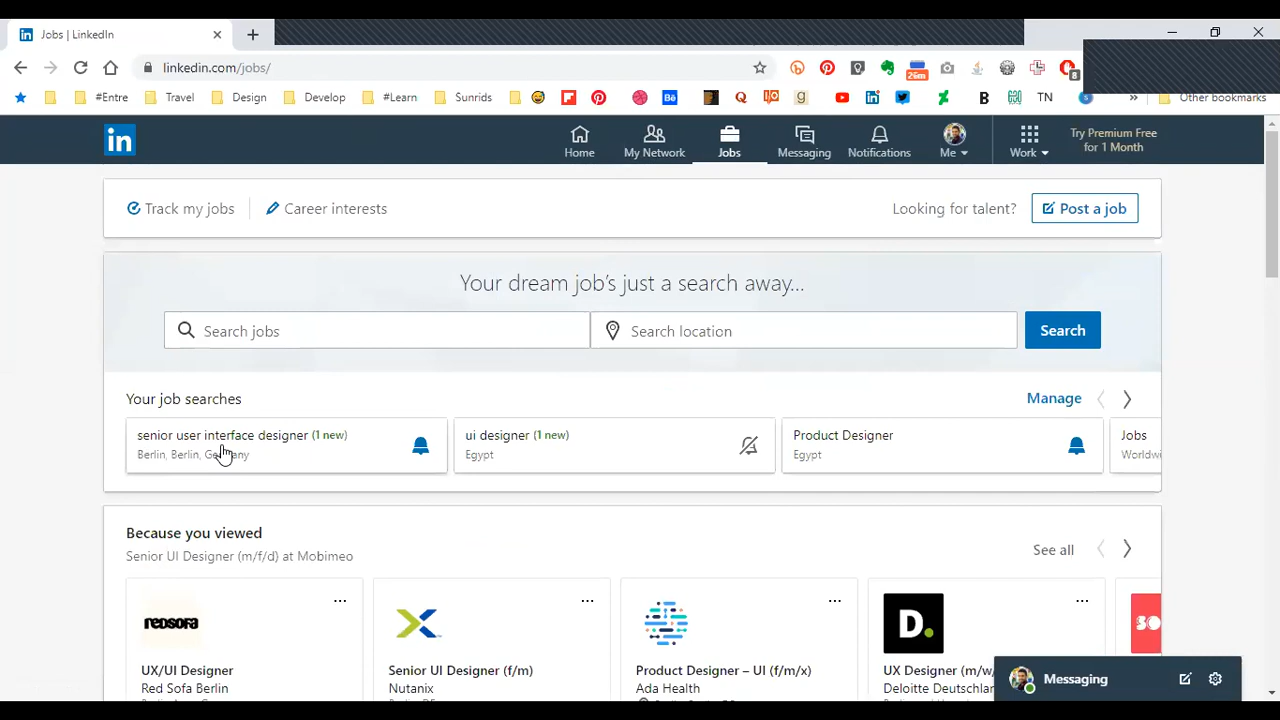 Jobs | LinkedIn
linkedin.com/jobs/
26m
8
#Entre Travel Design Develop #Learn Sunrids TN Other bookmarks
in Home My Network Jobs Messaging Notifications Me Work Try Premium Free
for 1 Month
Track my jobs Career interests Looking for talent? Post a job
Your dream job's just a search away...
Search jobs Search location Search
Your job searches Manage
senior user interface designer (1 new) ui designer (1 new) Product Designer Jobs
Berlin, Berlin, Germany Egypt Egypt
Because you viewed
Senior UI Designer (m/f/d) at Mobimeo See all
redsofa D.
UX/UI Designer Senior UI Designer (f/m) Product Designer – UI (f/m/x) UX Designer
Red Sofa Berlin Nutanix Ada Health Deloitte
Messaging